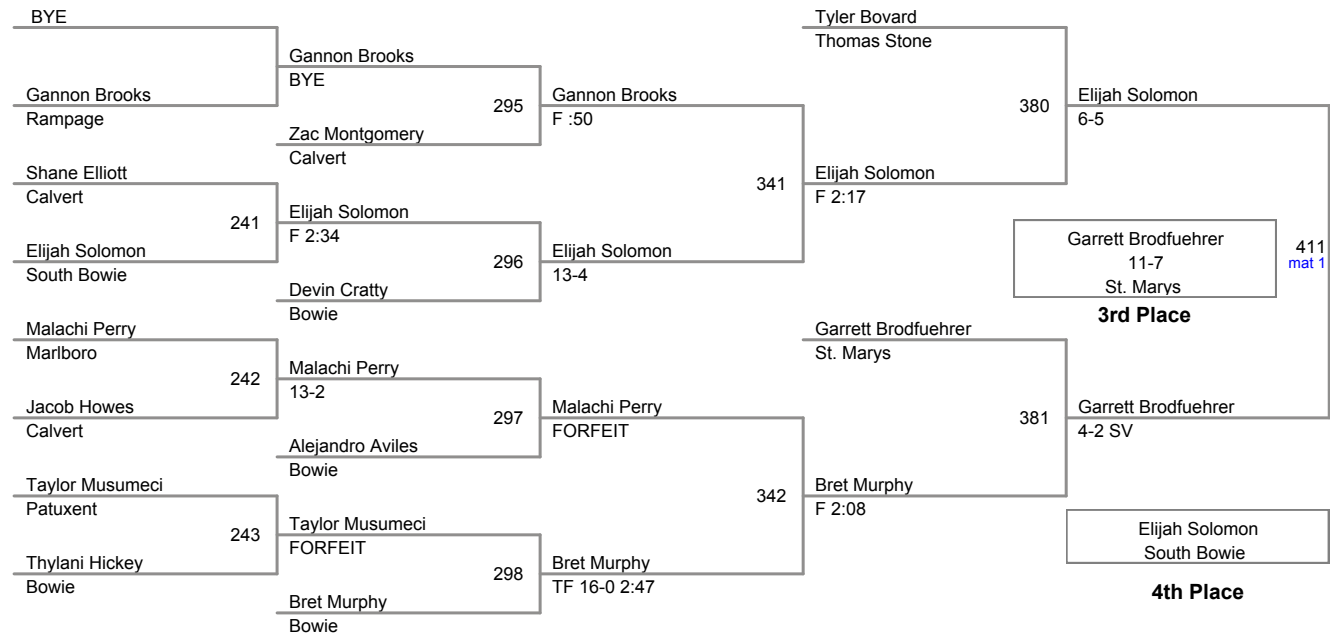 BYE
Gannon Brooks
Rampage
Shane Elliott
Calvert
241
Elijah Solomon
South Bowie
Malachi Perry
Marlboro
242
Jacob Howes
Calvert
Taylor Musumeci
Patuxent
243
Thylani Hickey
Bowie
Gannon Brooks
BYE
295
Zac Montgomery
Calvert
Elijah Solomon
F 2:34
296
Devin Cratty
Bowie
Malachi Perry
13-2
297
Alejandro Aviles
Bowie
Taylor Musumeci
FORFEIT
298
Bret Murphy
Bowie
Gannon Brooks
F :50
341
Elijah Solomon
13-4
Malachi Perry
FORFEIT
342
Bret Murphy
TF 16-0 2:47
Tyler Bovard
Thomas Stone
380
Elijah Solomon
F 2:17
Garrett Brodfuehrer
St. Marys
381
Bret Murphy
F 2:08
Elijah Solomon
6-5
Garrett Brodfuehrer
11-7
St. Marys
411
mat 1
3rd Place
Garrett Brodfuehrer
4-2 SV
Elijah Solomon
South Bowie
4th Place